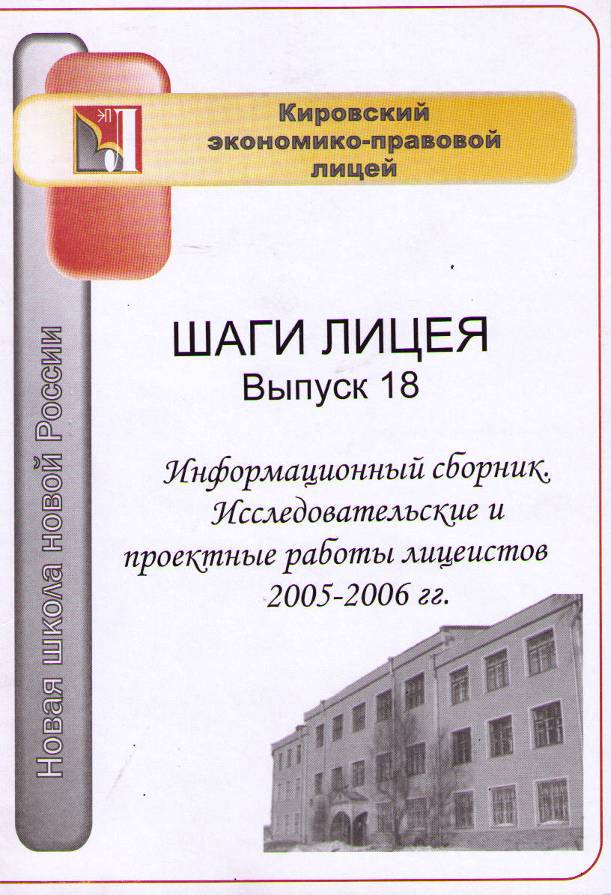 ЭП
Л
Кировский
экономико-правовой
лицей
ШАГИ ЛИЦЕЯ
Выпуск 18
Информационный сборник.
Исследовательские и
проектные работы лицеистов
2005-2006 гг.
Новая школа новой России